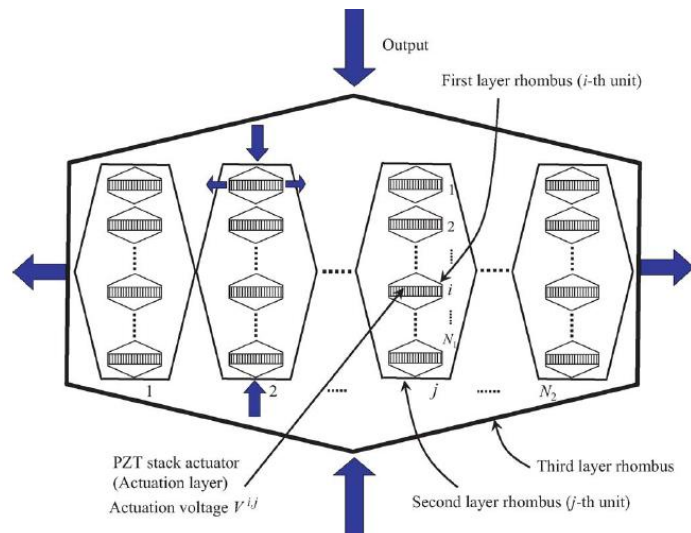 Output
First layer rhombus (i-th unit)
1
2
i
N₁
1
2
j
N₂
PZT stack actuator
(Actuation layer)
Actuation voltage V^{i,j}
Third layer rhombus
Second layer rhombus (j-th unit)